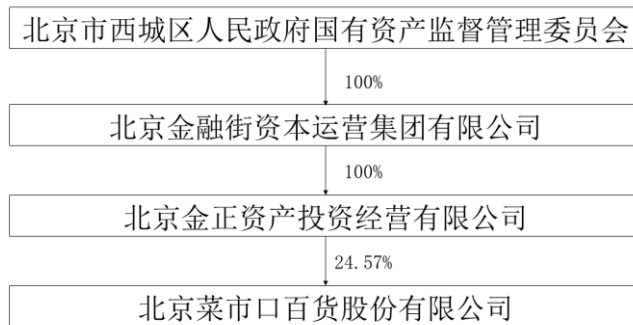 北京市西城区人民政府国有资产监督管理委员会
100%
北京金融街资本运营集团有限公司
100%
北京金正资产投资经营有限公司
24.57%
北京菜市口百货股份有限公司